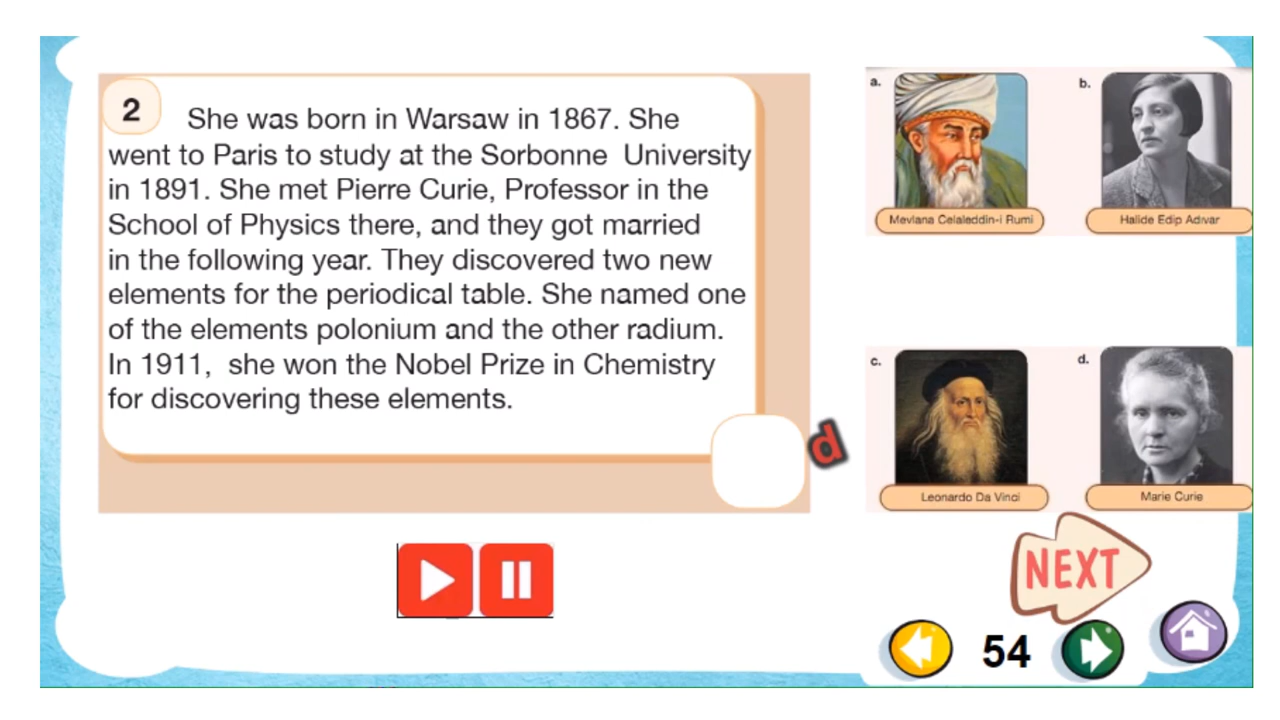 2
She was born in Warsaw in 1867. She
went to Paris to study at the Sorbonne University
in 1891. She met Pierre Curie, Professor in the
School of Physics there, and they got married
in the following year. They discovered two new
elements for the periodical table. She named one
of the elements polonium and the other radium.
In 1911, she won the Nobel Prize in Chemistry
for discovering these elements.
d
a.
Mevlana Celaleddin-i Rumi
b.
Halide Edip Adıvar
c.
Leonardo Da Vinci
d.
Marie Curie
NEXT
54